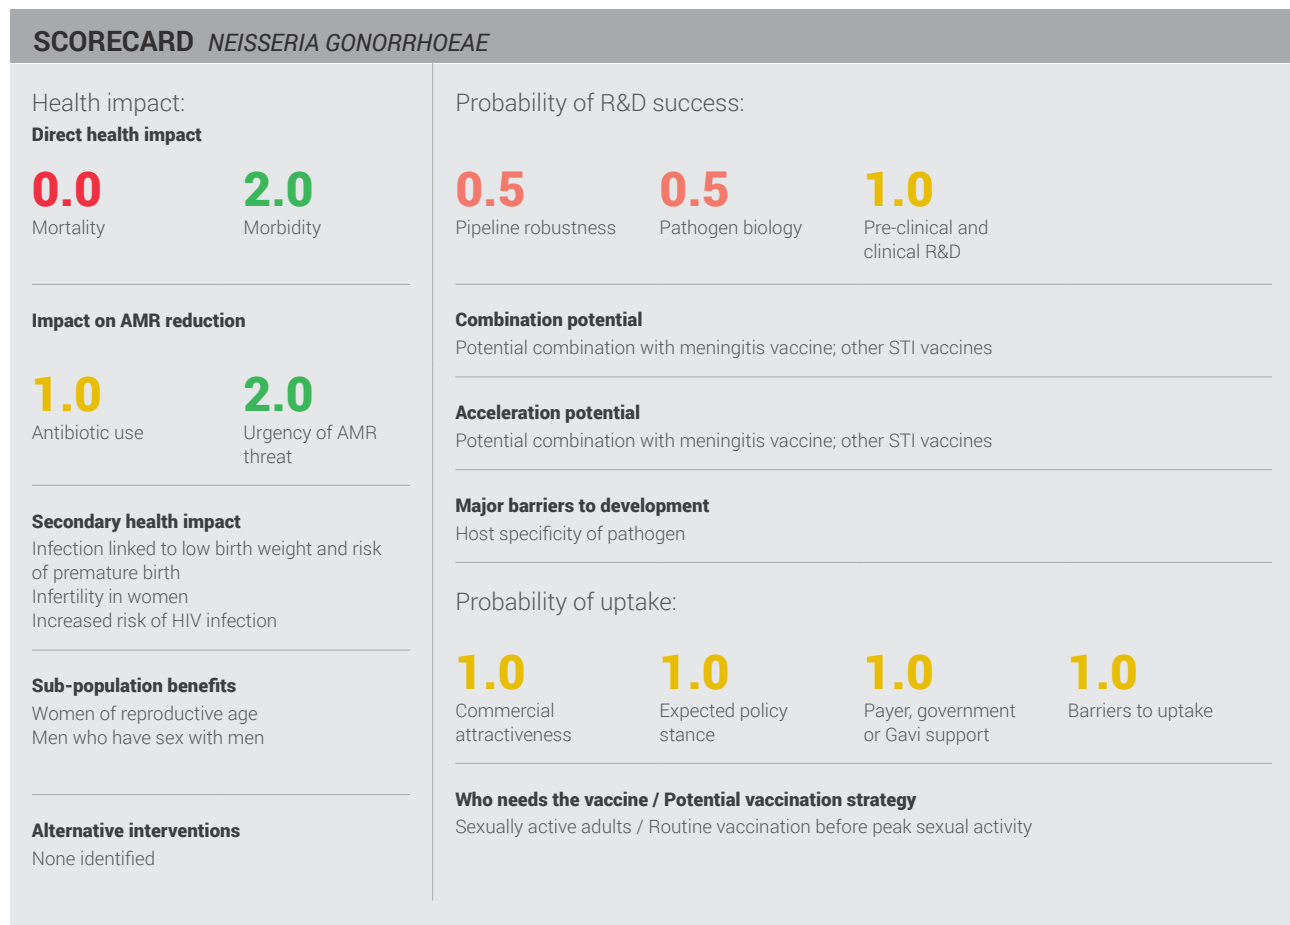 SCORECARD NEISSERIA GONORRHOEAE
Health impact:
Direct health impact
0.0
Mortality
2.0
Morbidity
Impact on AMR reduction
1.0
Antibiotic use
2.0
Urgency of AMR
threat
Secondary health impact
Infection linked to low birth weight and risk
of premature birth
Infertility in women
Increased risk of HIV infection
Sub-population benefits
Women of reproductive age
Men who have sex with men
Alternative interventions
None identified
Probability of R&D success:
0.5
Pipeline robustness
0.5
Pathogen biology
1.0
Pre-clinical and
clinical R&D
Combination potential
Potential combination with meningitis vaccine; other STI vaccines
Acceleration potential
Potential combination with meningitis vaccine; other STI vaccines
Major barriers to development
Host specificity of pathogen
Probability of uptake:
1.0
Commercial
attractiveness
1.0
Expected policy
stance
1.0
Payer, government
or Gavi support
1.0
Barriers to uptake
Who needs the vaccine / Potential vaccination strategy
Sexually active adults / Routine vaccination before peak sexual activity